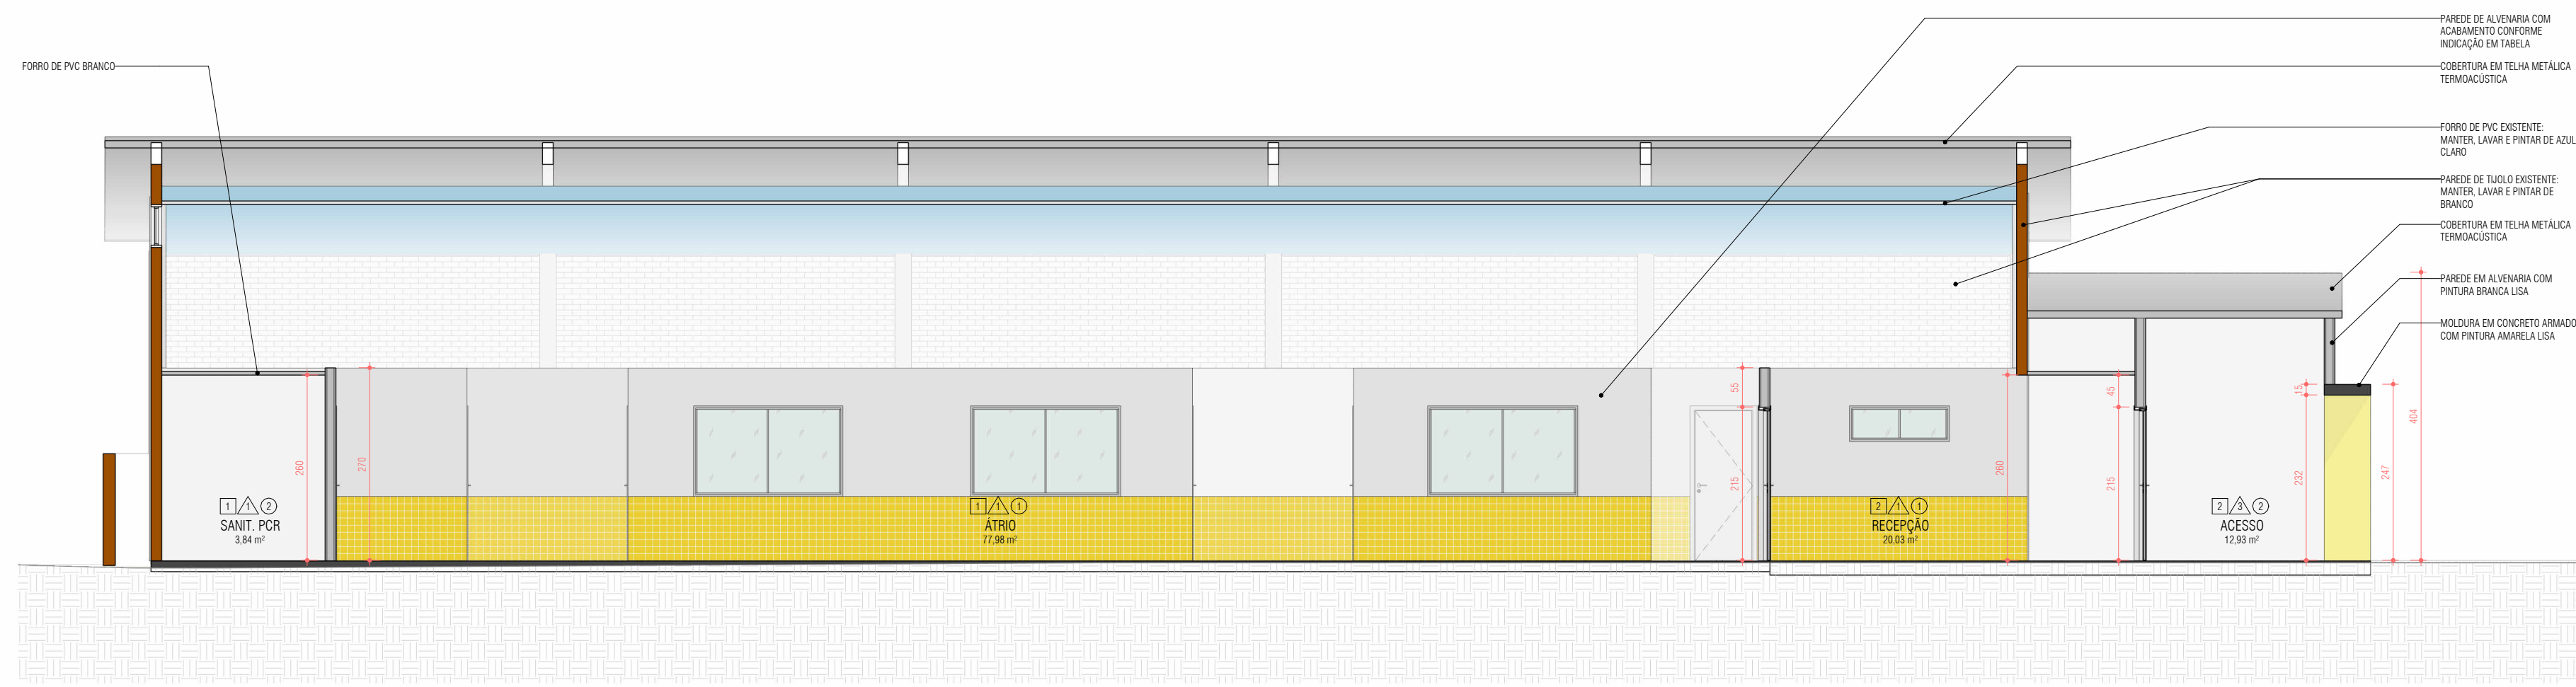 FORRO DE PVC BRANCO
PAREDE DE ALVENARIA COM
ACABAMENTO CONFORME
INDICAÇÃO EM TABELA
COBERTURA EM TELHA METÁLICA
TERMOACÚSTICA
FORRO DE PVC EXISTENTE:
MANTER, LAVAR E PINTAR DE AZUL
CLARO
PAREDE DE TIJOLO EXISTENTE:
MANTER, LAVAR E PINTAR DE
BRANCO
COBERTURA EM TELHA METÁLICA
TERMOACÚSTICA
PAREDE EM ALVENARIA COM
PINTURA BRANCA LISA
MOLDURA EM CONCRETO ARMADO
COM PINTURA AMARELA LISA
260
270
55
215
260
45
215
15
232
247
404
1 1 2
SANIT. PCR
3,84 m²
1 1 1
ÁTRIO
77,98 m²
2 1 1
RECEPÇÃO
20,03 m²
2 3 2
ACESSO
12,93 m²